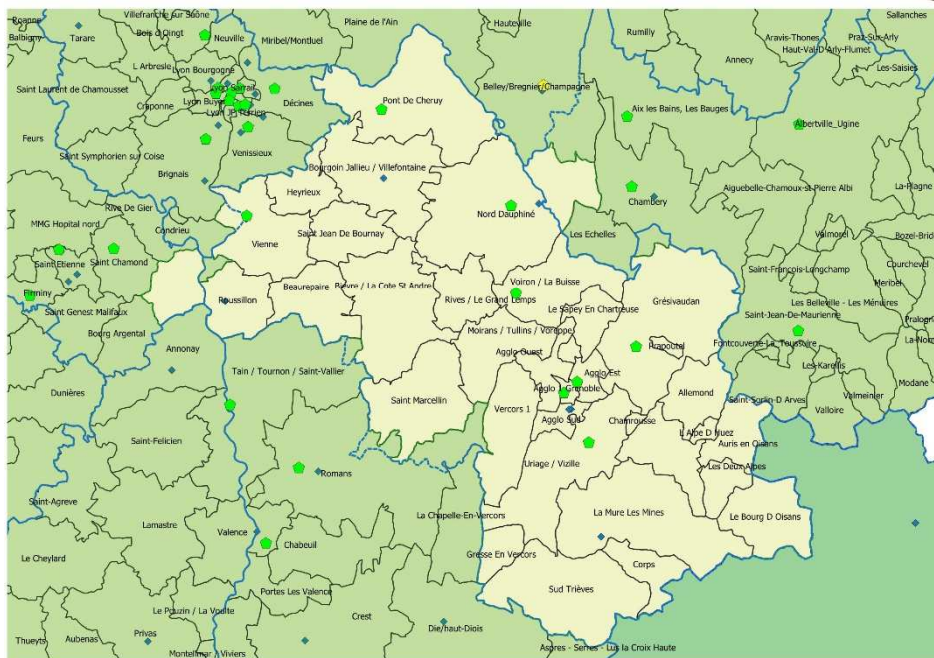 Villefranche sur Saône
Roanne
Tarare
Bois d Oingt
Neuville
Plaine de l'Ain
Hauteville
Sallanches
Balbigny
Miribel/Montluel
Rumilly
Aravis-Thones
Praz-Sur-Arly
Haut-Val-D Arly-Flumet
L Arbresle
Lyon Bourgogne
Annecy
Les-Saisies
Saint Laurent de Chamousset
Lyon Barrail
Belley/Bregnier/Champagne
Craponne
Lyon Buyer
Décines
Pont De Cheruy
Aix les Bains, Les Bauges
Albertville_Ugine
Feurs
Saint Symphorien sur Coise
Venissieux
Brignais
Bourgoin Jallieu / Villefontaine
Heyrieux
Aiguebelle-Chamoux-st Pierre Albi
La-Plagne
Chambery
Rive De Gier
Nord Dauphiné
MMG Hopital nord
Condrieu
Saint Jean De Bournay
Les Echelles
Valmorel
Bozel-Bride
Vienne
Saint Etienne
Saint Chamond
Saint-François-Longchamp
Courchevel
Voiron / La Buisse
Meribel
Firminy
Roussillon
Beaurepaire
Bievre / La Cote St Andre
Rives / Le Grand Lemps
Grésivaudan
Les Belleville - Les Ménuires
Saint Genest Malifaux
Le Sapey En Chartreuse
Saint-Jean-De-Maurienne
Pralogna
Bourg Argental
Moirans / Tullins / Voreppe
Fontcouverte-La_Toussuire
La-Norm
Annonay
Agglo Ouest
Prapoutel
Les-Karellis
Tain / Tournon / Saint-Vallier
Agglo Est
Modane
Dunières
Agglo 1 Grenoble
Allemond
Saint-Sorlin-D Arves
Valmeinier
Saint Marcellin
Vercors 1
Valloire
Agglo Sud
Chamrousse
Saint-Felicien
L Alpe D Huez
Auris en Oisans
Romans
Uriage / Vizille
Les Deux Alpes
Saint-Agreve
Lamastre
La Chapelle-En-Vercors
La Mure Les Mines
Le Bourg D Oisans
Valence
Chabeuil
Le Cheylard
Gresse En Vercors
Corps
Portes Les Valence
Sud Trièves
Le Pouzin / La Voulte
Crest
Die/haut-Diois
Thueyts
Aubenas
Privas
Montelimar / Viviers
Aspres - Serres - Lus la Croix Haute